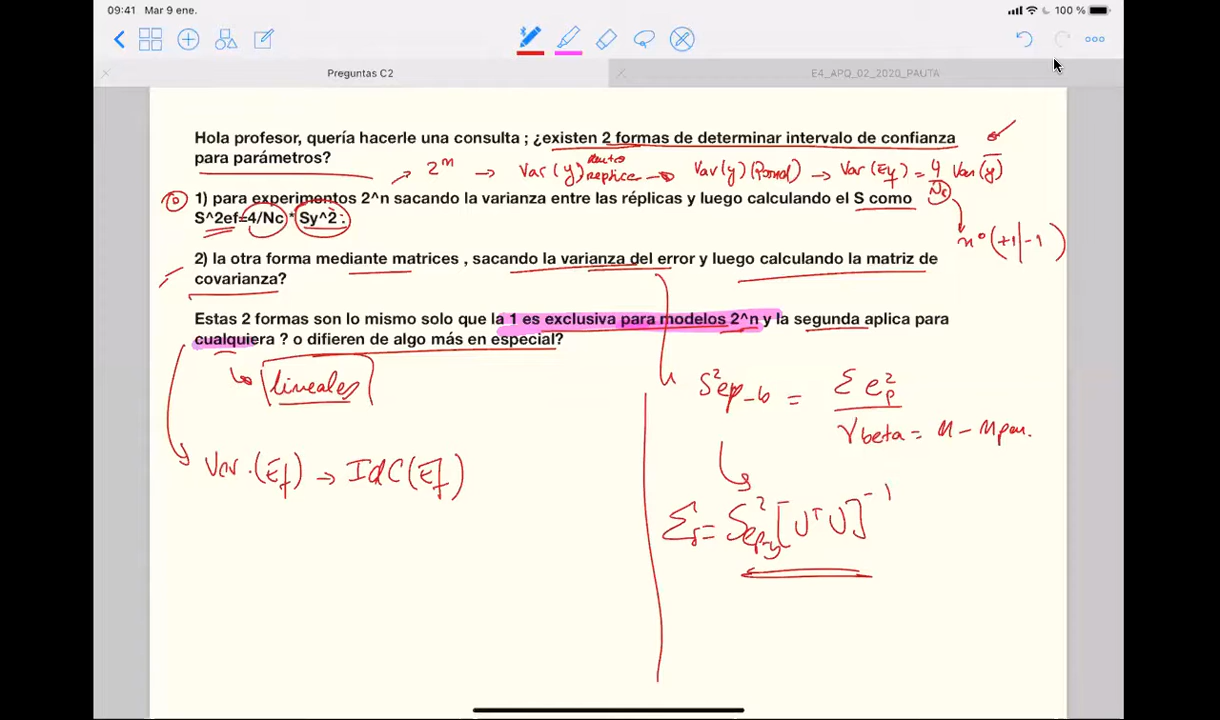 09:41 Mar 9 ene.
100 %
Preguntas C2
E4_APQ_02_2020_PAUTA
Hola profesor, quería hacerle una consulta ; ¿existen 2 formas de determinar intervalo de confianza
para parámetros?
2^m → Var(y) dentro replica → Var(y) → Var(Ef) = 4/Nc Var(y)
1) para experimentos 2^n sacando la varianza entre las réplicas y luego calculando el S como
S^2ef=4/Nc * Sy^2 :
n°(+1|-1)
2) la otra forma mediante matrices , sacando la varianza del error y luego calculando la matriz de
covarianza?
Estas 2 formas son lo mismo solo que la 1 es exclusiva para modelos 2^n y la segunda aplica para
cualquiera ? o difieren de algo más en especial?
lineales
Σ e²p
γbeta = M - Mpar.
Var.(Ef) → IdC(Ef)
[UᵀU]⁻¹